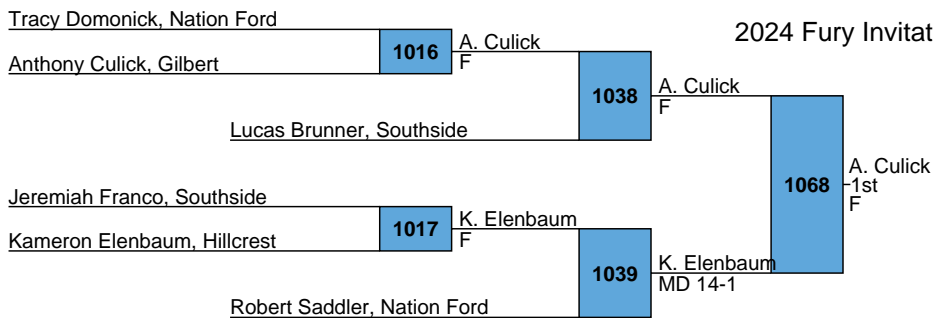 Tracy Domonick, Nation Ford
2024 Fury Invitat
1016
A. Culick
F
Anthony Culick, Gilbert
1038
A. Culick
F
Lucas Brunner, Southside
1068
A. Culick
1st
F
Jeremiah Franco, Southside
1017
K. Elenbaum
F
Kameron Elenbaum, Hillcrest
1039
K. Elenbaum
MD 14-1
Robert Saddler, Nation Ford